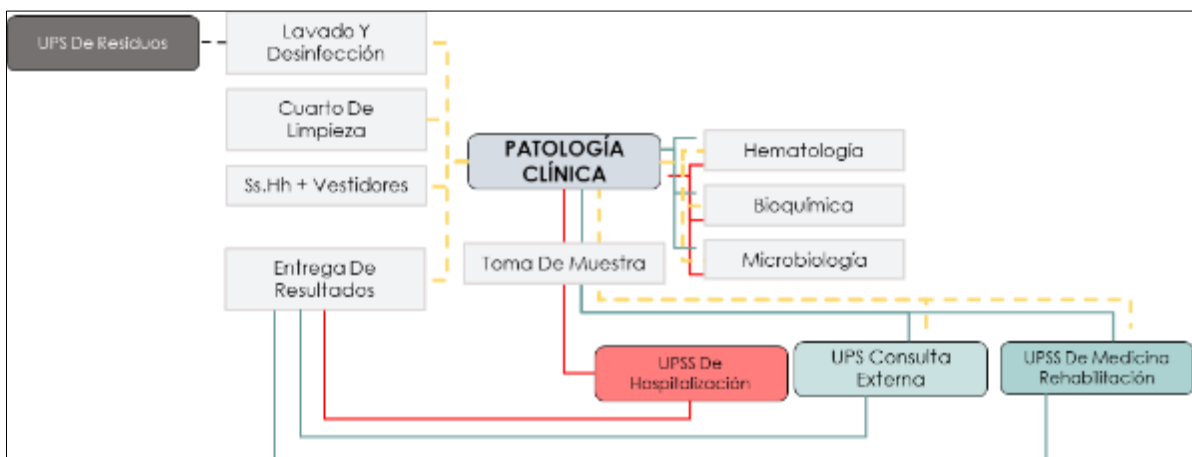 UPS De Residuos
Lavado Y
Desinfección
Cuarto De
Limpieza
Ss.Hh + Vestidores
Entrega De
Resultados
PATOLOGÍA
CLÍNICA
Toma De Muestra
Hematología
Bioquímica
Microbiología
UPSS De
Hospitalización
UPS Consulta
Externa
UPSS De Medicina
Rehabilitación